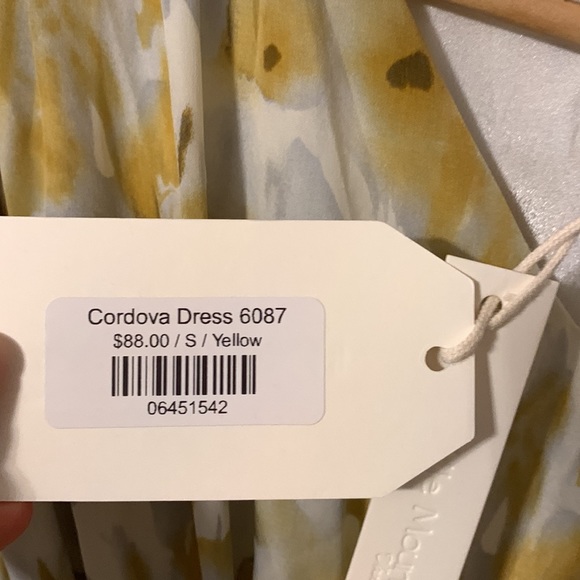 Cordova Dress 6087
$88.00 / S / Yellow
06451542